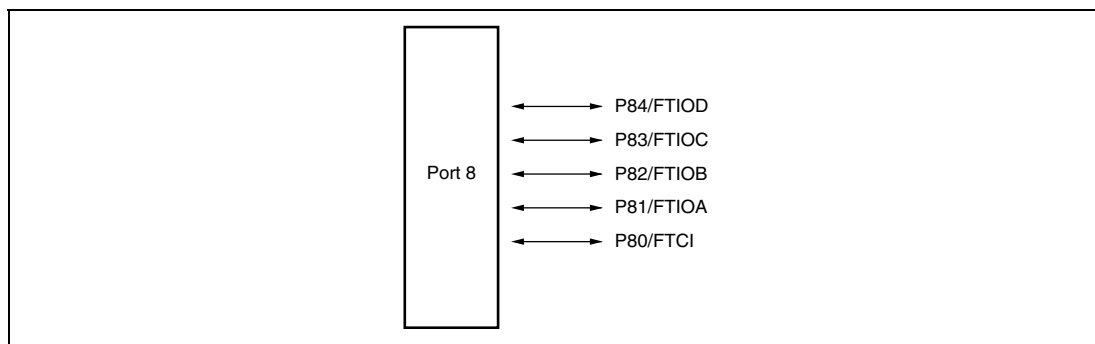 P84/FTIOD
P83/FTIOC
Port 8
P82/FTIOB
P81/FTIOA
P80/FTCI